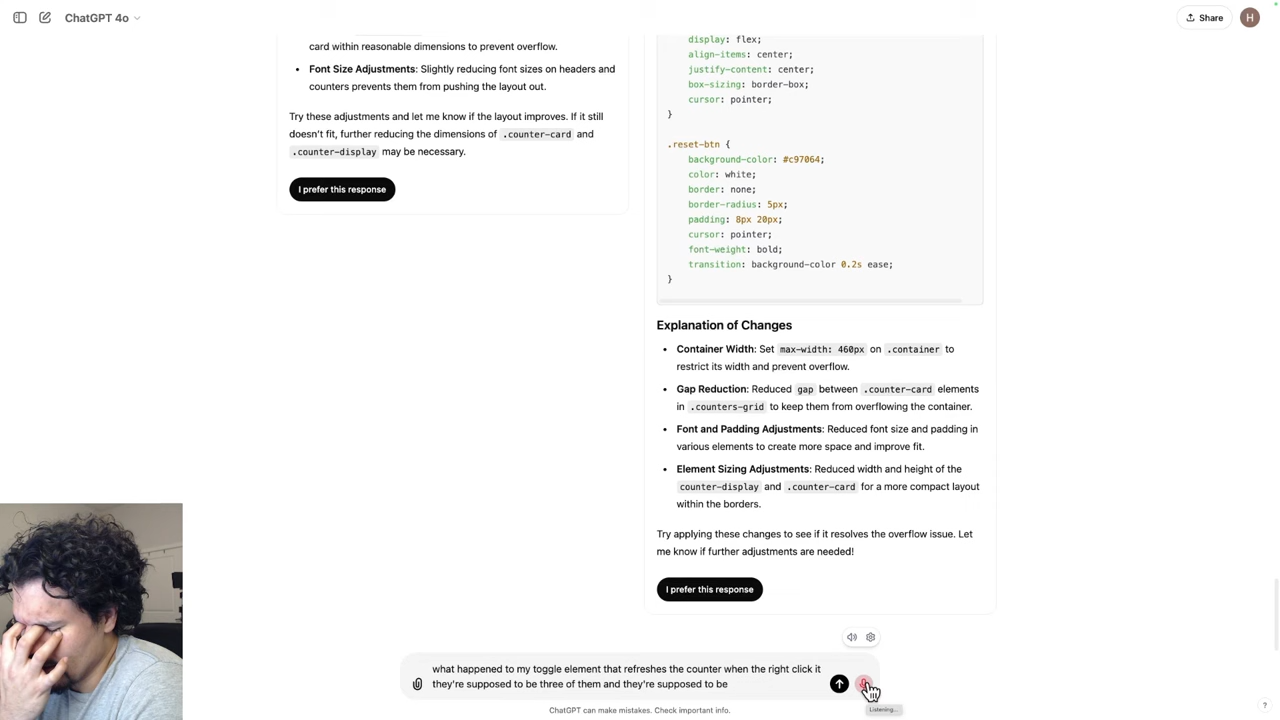 ChatGPT 4o
Share
H
card within reasonable dimensions to prevent overflow.
Font Size Adjustments: Slightly reducing font sizes on headers and
counters prevents them from pushing the layout out.
Try these adjustments and let me know if the layout improves. If it still
doesn't fit, further reducing the dimensions of .counter-card and
.counter-display may be necessary.
I prefer this response
display: flex;
align-items: center;
justify-content: center;
box-sizing: border-box;
cursor: pointer;
}
.reset-btn {
background-color: #c97064;
color: white;
border: none;
border-radius: 5px;
padding: 8px 20px;
cursor: pointer;
font-weight: bold;
transition: background-color 0.2s ease;
}
Explanation of Changes
Container Width: Set max-width: 460px on .container to
restrict its width and prevent overflow.
Gap Reduction: Reduced gap between .counter-card elements
in .counters-grid to keep them from overflowing the container.
Font and Padding Adjustments: Reduced font size and padding in
various elements to create more space and improve fit.
Element Sizing Adjustments: Reduced width and height of the
counter-display and .counter-card for a more compact layout
within the borders.
Try applying these changes to see if it resolves the overflow issue. Let
me know if further adjustments are needed!
I prefer this response
what happened to my toggle element that refreshes the counter when the right click it
they're supposed to be three of them and they're supposed to be
Listening...
ChatGPT can make mistakes. Check important info.
?